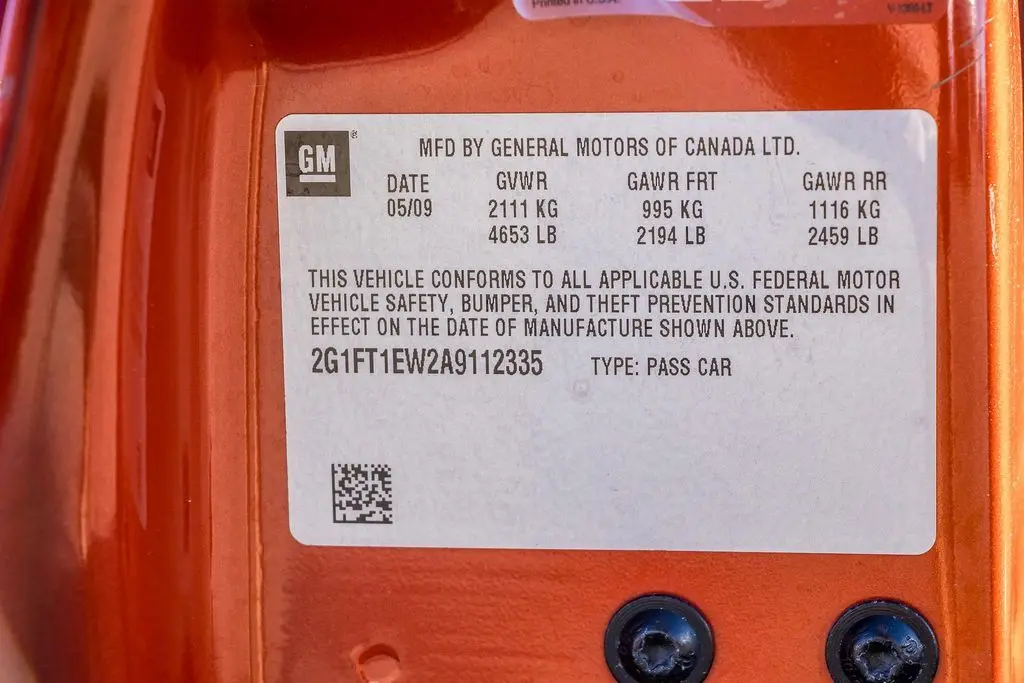 Printed in U.S.A.
GM®
MFD BY GENERAL MOTORS OF CANADA LTD.
DATE GVWR GAWR FRT GAWR RR
05/09 2111 KG 995 KG 1116 KG
4653 LB 2194 LB 2459 LB
THIS VEHICLE CONFORMS TO ALL APPLICABLE U.S. FEDERAL MOTOR
VEHICLE SAFETY, BUMPER, AND THEFT PREVENTION STANDARDS IN
EFFECT ON THE DATE OF MANUFACTURE SHOWN ABOVE.
2G1FT1EW2A9112335 TYPE: PASS CAR